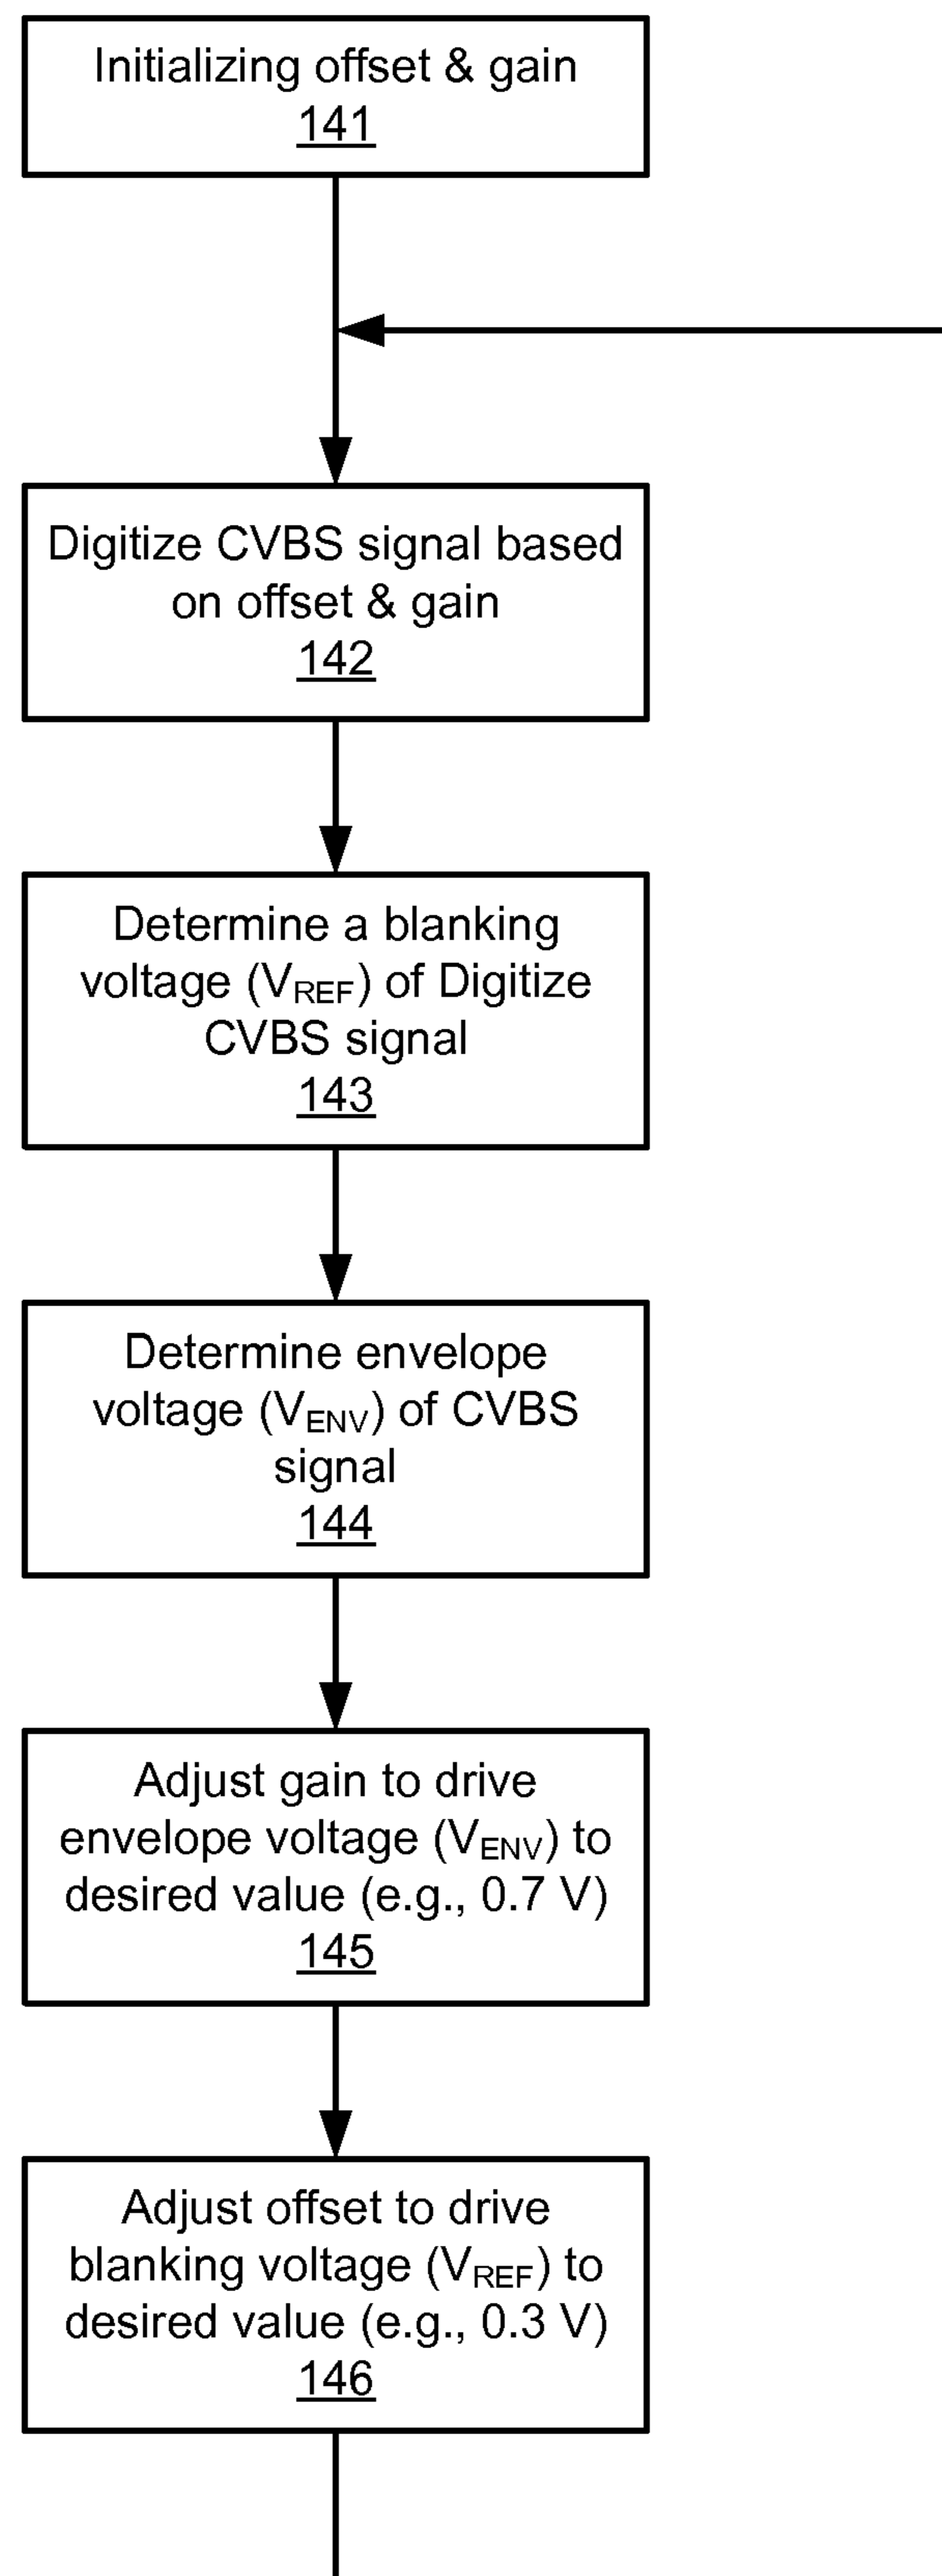 Initializing offset & gain
141
Digitize CVBS signal based
on offset & gain
142
Determine a blanking
voltage (VREF) of Digitize
CVBS signal
143
Determine envelope
voltage (VENV) of CVBS
signal
144
Adjust gain to drive
envelope voltage (VENV) to
desired value (e.g., 0.7 V)
145
Adjust offset to drive
blanking voltage (VREF) to
desired value (e.g., 0.3 V)
146